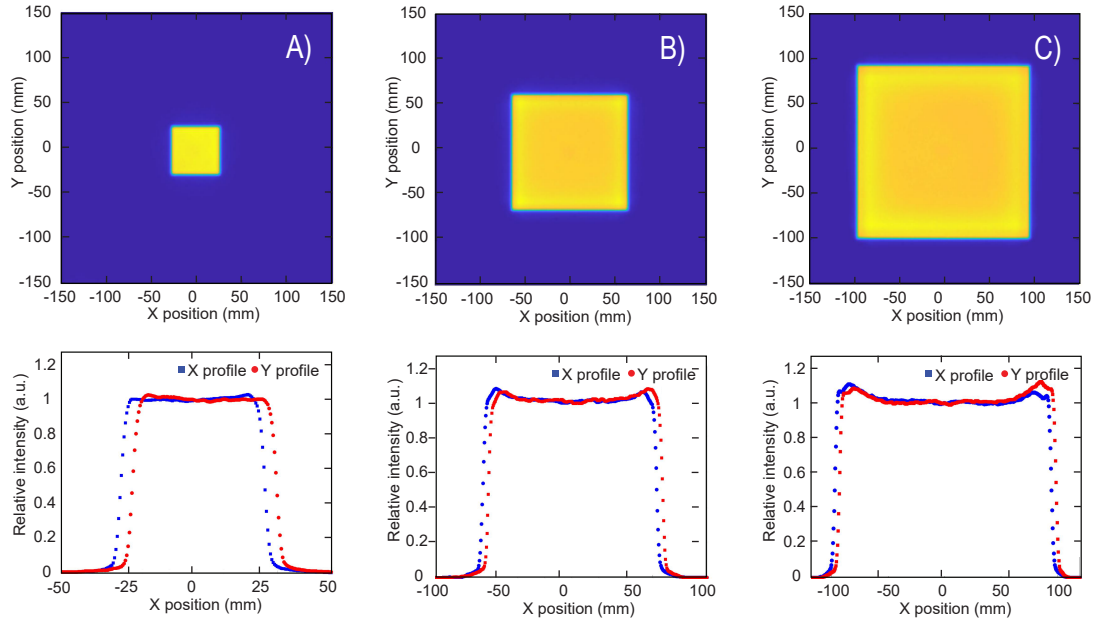 A)
Y position (mm)
150
100
50
0
-50
-100
-150
-150 -100 -50 0 50 100 150
X position (mm)
B)
Y position (mm)
150
100
50
0
-50
-100
150
-150 -100 -50 0 50 100 150
X position (mm)
C)
Y position (mm)
150
100
50
0
-50
-100
150
-150 -100 -50 0 50 100 150
X position (mm)
X profile Y profile
Relative intensity (a.u.)
1.2
1
0.8
0.6
0.4
0.2
0
-50 -25 0 25 50
X position (mm)
X profile Y profile
Relative intensity (a.u.)
1.2
1
0.8
0.6
0.4
0.2
0
-100 -50 0 50 100
X position (mm)
X profile Y profile
Relative intensity (a.u.)
1.2
1
0.8
0.6
0.4
1.2
0
-100 -50 0 50 100
X position (mm)